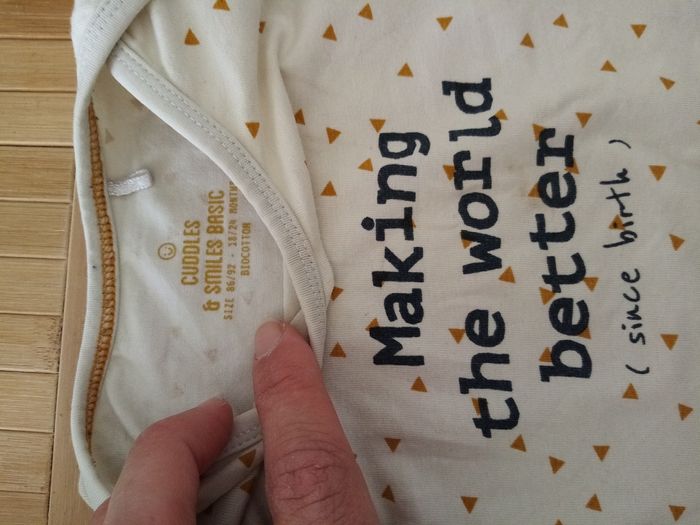 CUDDLES
& SMILES BASIC
SIZE 86/92 - 18/24 MONTHS
BIOCOTTON
Making
the world
better
(since birth)